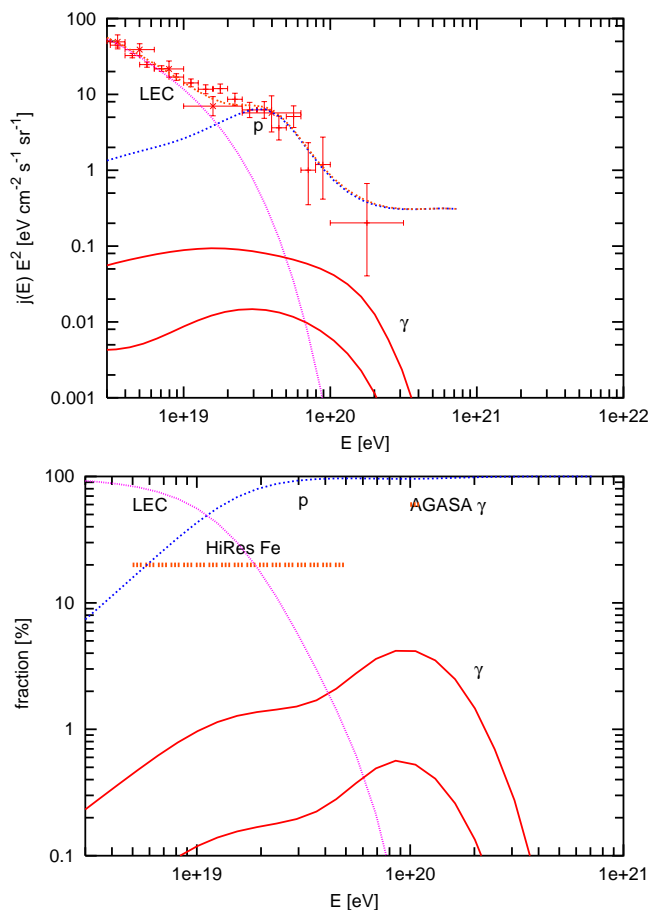 j(E) E² [eV cm⁻² s⁻¹ sr⁻¹]
100
10
1
0.1
0.01
0.001
LEC
p
γ
1e+19
1e+20
1e+21
1e+22
E [eV]
fraction [%]
100
10
1
0.1
LEC
p
AGASA γ
HiRes Fe
γ
1e+19
1e+20
1e+21
E [eV]